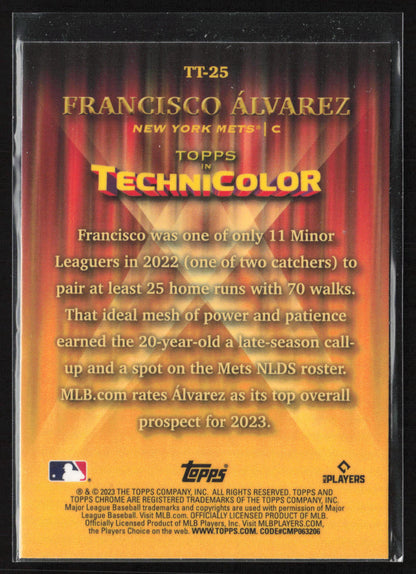 TT-25
FRANCISCO ÁLVAREZ
NEW YORK METS® | C
TOPPS
IN
TECHNICOLOR
Francisco was one of only 11 Minor
Leaguers in 2022 (one of two catchers) to
pair at least 25 home runs with 70 walks.
That ideal mesh of power and patience
earned the 20-year-old a late-season call-
up and a spot on the Mets NLDS roster.
MLB.com rates Álvarez as its top overall
prospect for 2023.
Topps
MLB PLAYERS
® & © 2023 THE TOPPS COMPANY, INC. ALL RIGHTS RESERVED. TOPPS AND
TOPPS CHROME ARE REGISTERED TRADEMARKS OF THE TOPPS COMPANY, INC.
Major League Baseball trademarks and copyrights are used with permission of Major
League Baseball. Visit MLB.com. OFFICIALLY LICENSED PRODUCT OF MLB.
Officially Licensed Product of MLB Players, Inc. Visit MLBPLAYERS.COM,
the Players Choice on the web. WWW.TOPPS.COM. CODE#CMP063206